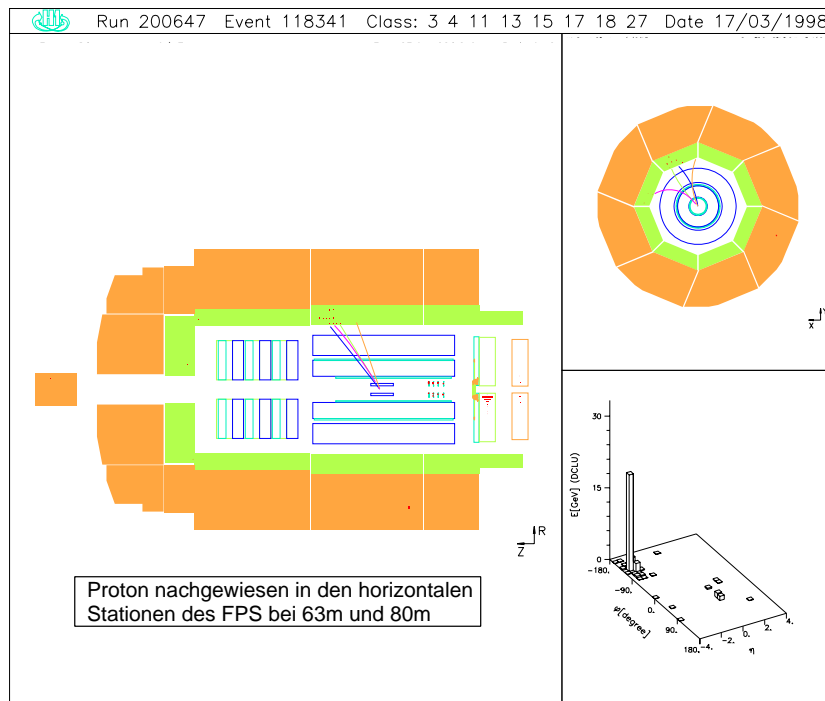 Run 200647 Event 118341 Class: 3 4 11 13 15 17 18 27 Date 17/03/1998
R
Z
Proton nachgewiesen in den horizontalen
Stationen des FPS bei 63m und 80m
Y
X
E[GeV] (DCLU)
30
15
0
-180.
-90.
0.
90.
180.
φ[degree]
-4.
-2.
0.
2.
4.
η